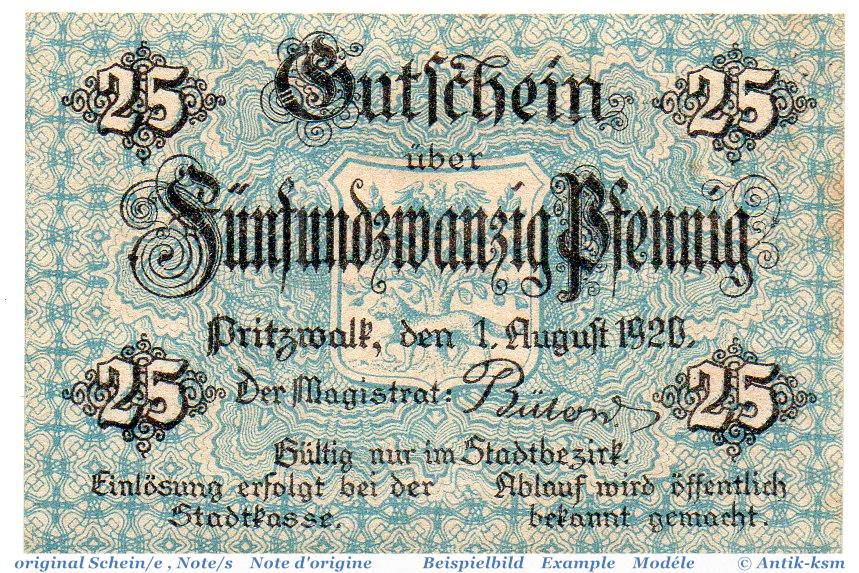 25 Gutschein 25
über
Fünfundzwanzig Pfennig
Pritzwalk, den 1. August 1920.
25 Der Magistrat: Bülow 25
Gültig nur im Stadtbezirk.
Einlösung erfolgt bei der Ablauf wird öffentlich
Stadtkasse. bekannt gemacht.
original Schein/e , Note/s Note d'origine Beispielbild Example Modéle © Antik-ksm